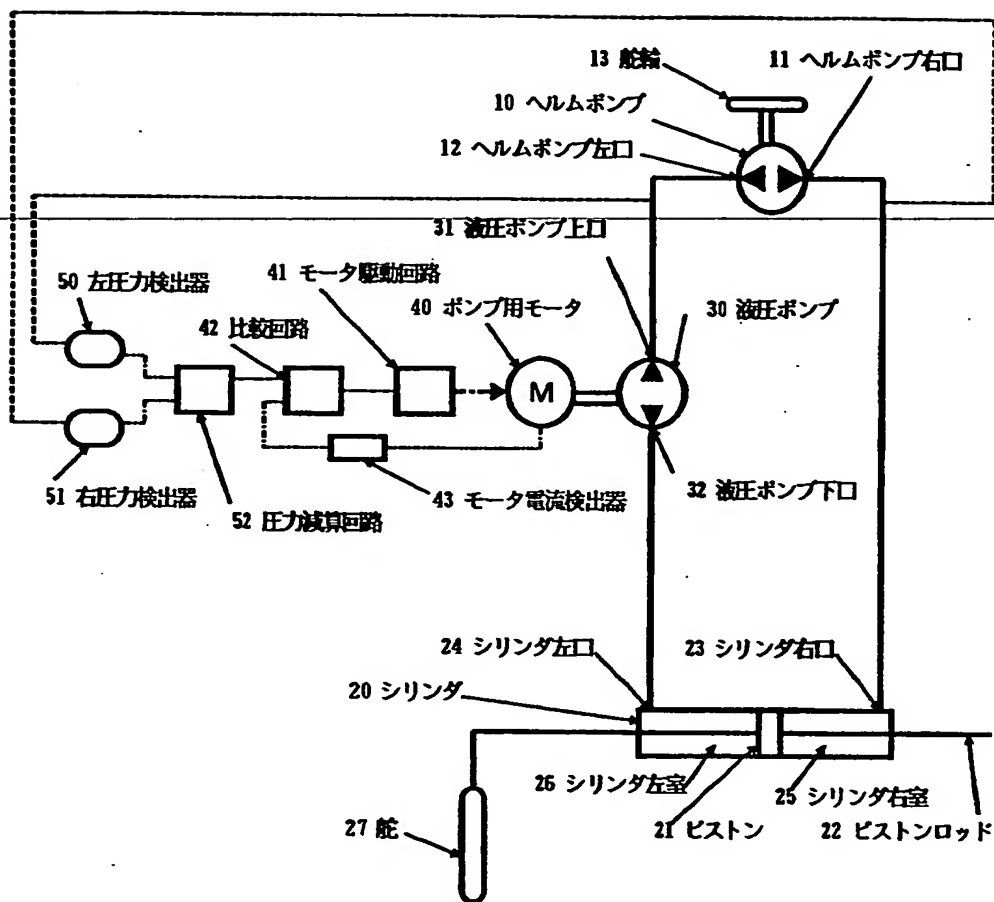 13 舵輪
11 ヘルムポンプ右口
10 ヘルムポンプ
12 ヘルムポンプ左口
31 液圧ポンプ上口
50 左圧力検出器
41 モータ駆動回路
42 比較回路
40 ポンプ用モータ
30 液圧ポンプ
M
51 右圧力検出器
52 圧力減算回路
43 モータ電流検出器
32 液圧ポンプ下口
24 シリンダ左口
23 シリンダ右口
20 シリンダ
26 シリンダ左室
25 シリンダ右室
27 舵
21 ピストン
22 ピストンロッド